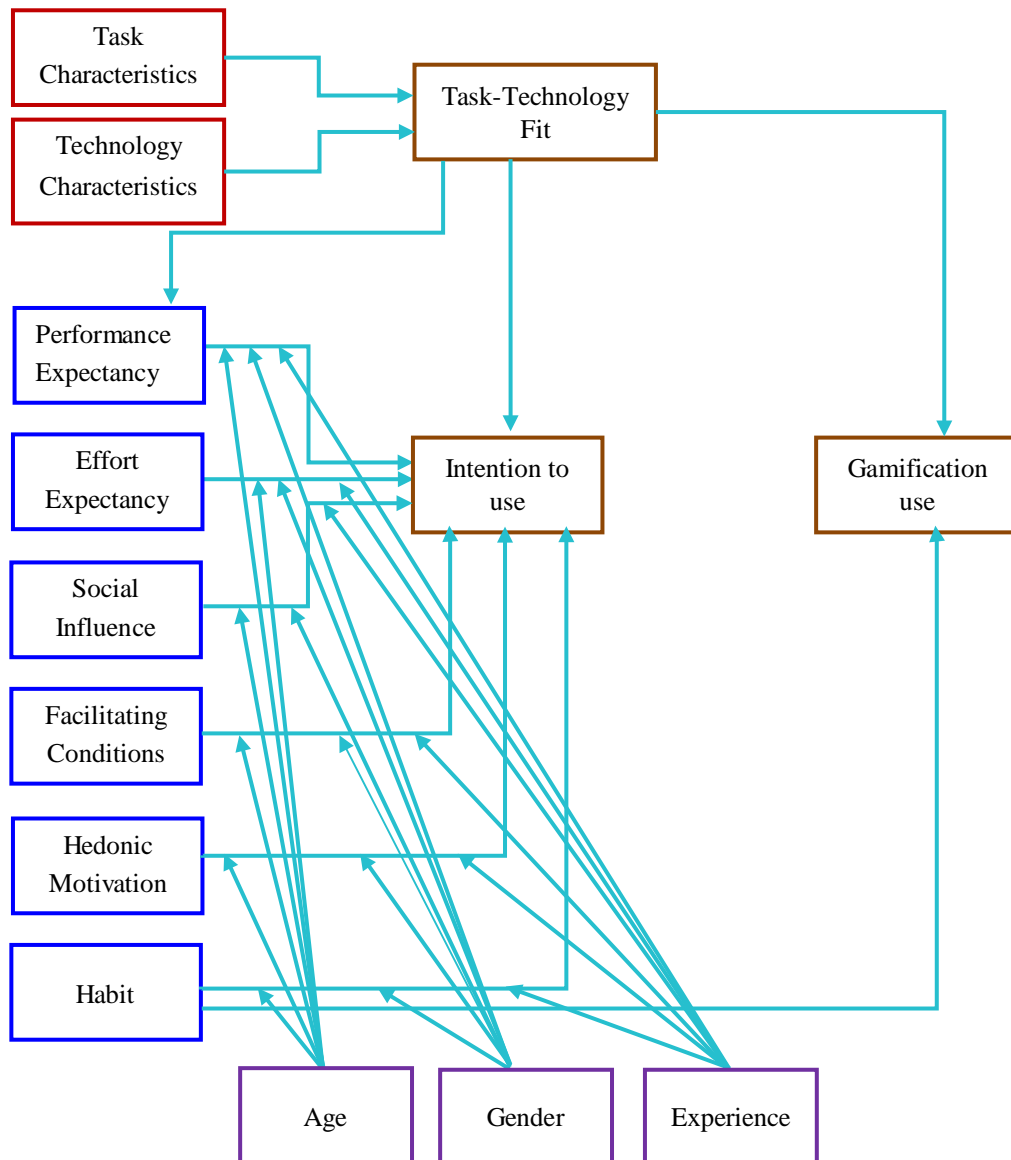 Task
Characteristics
Task-Technology
Fit
Technology
Characteristics
Performance
Expectancy
Effort
Expectancy
Intention to
use
Gamification
use
Social
Influence
Facilitating
Conditions
Hedonic
Motivation
Habit
Age
Gender
Experience